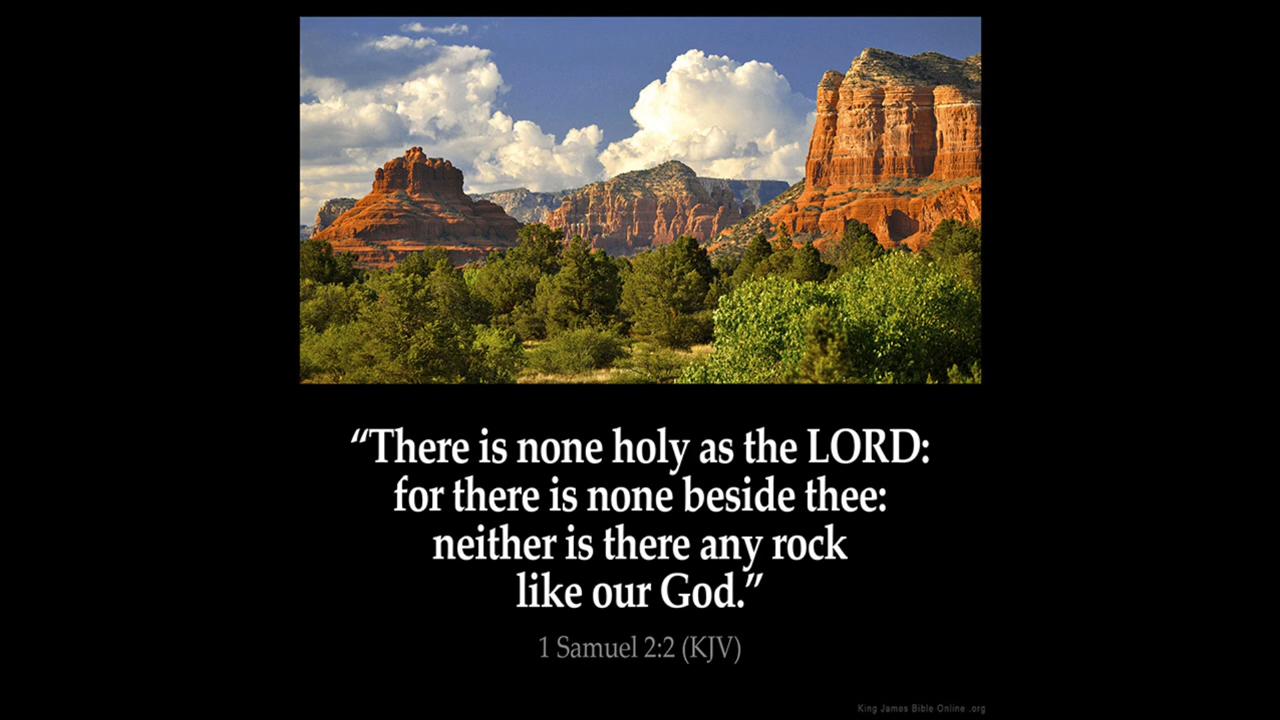 “There is none holy as the LORD:
for there is none beside thee:
neither is there any rock
like our God.”
1 Samuel 2:2 (KJV)
King James Bible Online .org